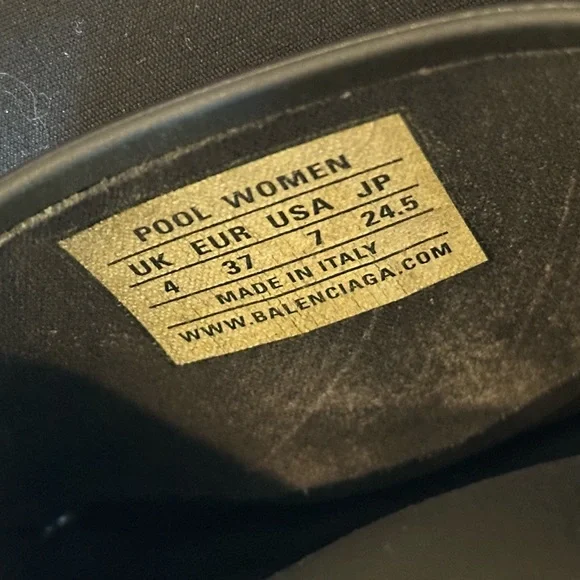 POOL WOMEN
UK EUR USA JP
4 37 7 24.5
MADE IN ITALY
WWW.BALENCIAGA.COM